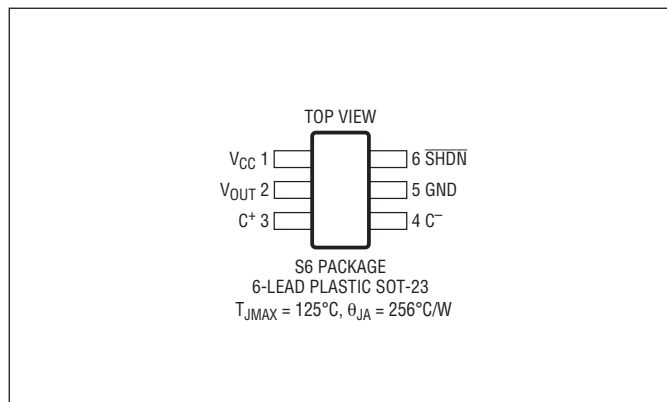 TOP VIEW
VCC 1
6 SHDN
VOUT 2
5 GND
C+ 3
4 C–
S6 PACKAGE
6-LEAD PLASTIC SOT-23
TJMAX = 125°C, θJA = 256°C/W